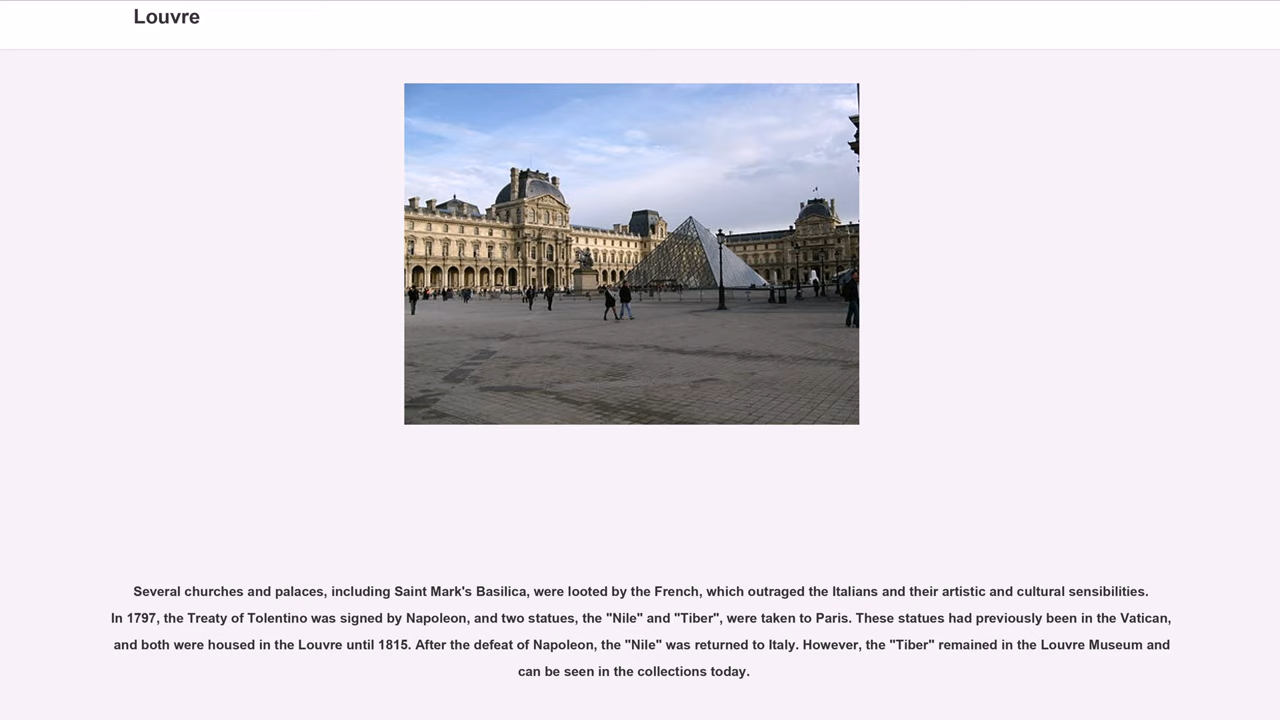 Louvre
Several churches and palaces, including Saint Mark's Basilica, were looted by the French, which outraged the Italians and their artistic and cultural sensibilities.
In 1797, the Treaty of Tolentino was signed by Napoleon, and two statues, the "Nile" and "Tiber", were taken to Paris. These statues had previously been in the Vatican,
and both were housed in the Louvre until 1815. After the defeat of Napoleon, the "Nile" was returned to Italy. However, the "Tiber" remained in the Louvre Museum and
can be seen in the collections today.